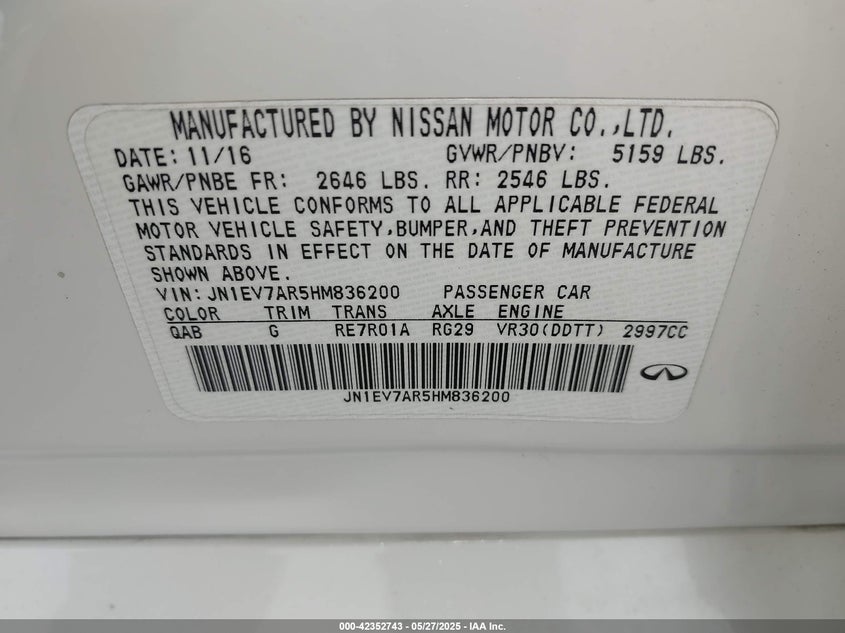 MANUFACTURED BY NISSAN MOTOR CO.,LTD.
DATE: 11/16 GVWR/PNBV: 5159 LBS.
GAWR/PNBE FR: 2646 LBS. RR: 2546 LBS.
THIS VEHICLE CONFORMS TO ALL APPLICABLE FEDERAL
MOTOR VEHICLE SAFETY,BUMPER,AND THEFT PREVENTION
STANDARDS IN EFFECT ON THE DATE OF MANUFACTURE
SHOWN ABOVE.
VIN: JN1EV7AR5HM836200 PASSENGER CAR
COLOR TRIM TRANS AXLE ENGINE
QAB G RE7R01A RG29 VR30(DDTT) 2997CC
JN1EV7AR5HM836200
000-42352743 - 05/27/2025 - IAA Inc.